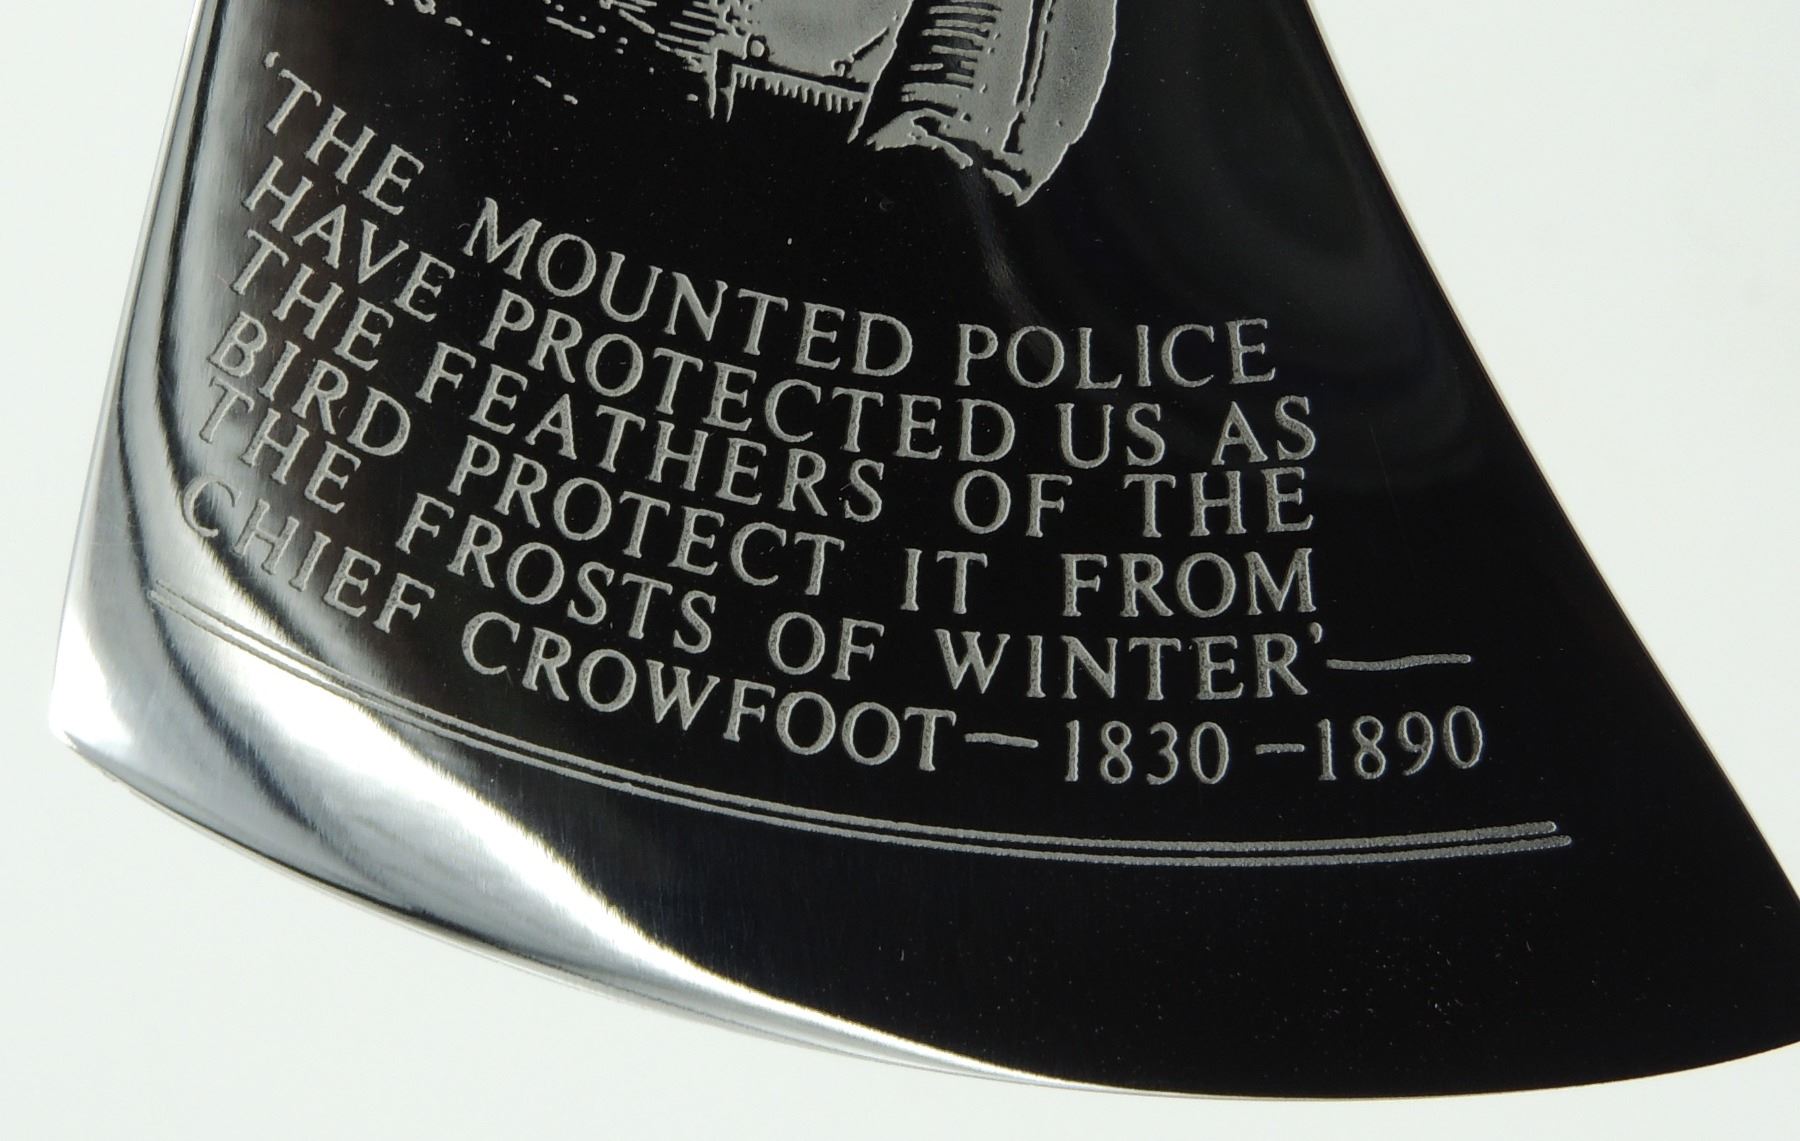 'THE MOUNTED POLICE
HAVE PROTECTED US AS
THE FEATHERS OF THE
BIRD PROTECT IT FROM
THE FROSTS OF WINTER'—
CHIEF CROWFOOT—1830–1890